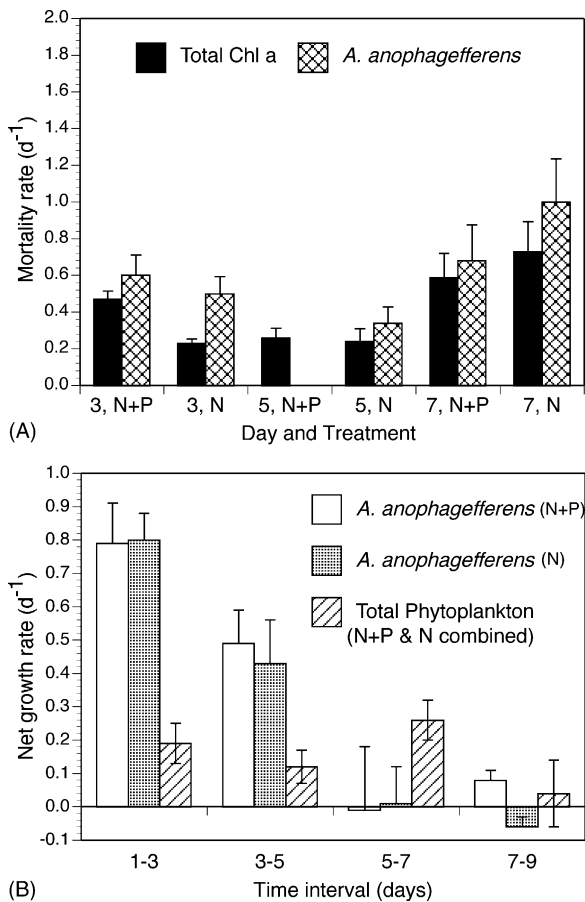 2.0
1.8
1.6
1.4
1.2
1.0
0.8
0.6
0.4
0.2
0.0
Mortality rate (d⁻¹)
Total Chl a
A. anophagefferens
3, N+P 3, N 5, N+P 5, N 7, N+P 7, N
(A)
Day and Treatment
1.0
0.9
0.8
0.7
0.6
0.5
0.4
0.3
0.2
0.1
0.0
-0.1
Net growth rate (d⁻¹)
A. anophagefferens (N+P)
A. anophagefferens (N)
Total Phytoplankton
(N+P & N combined)
1-3 3-5 5-7 7-9
(B)
Time interval (days)